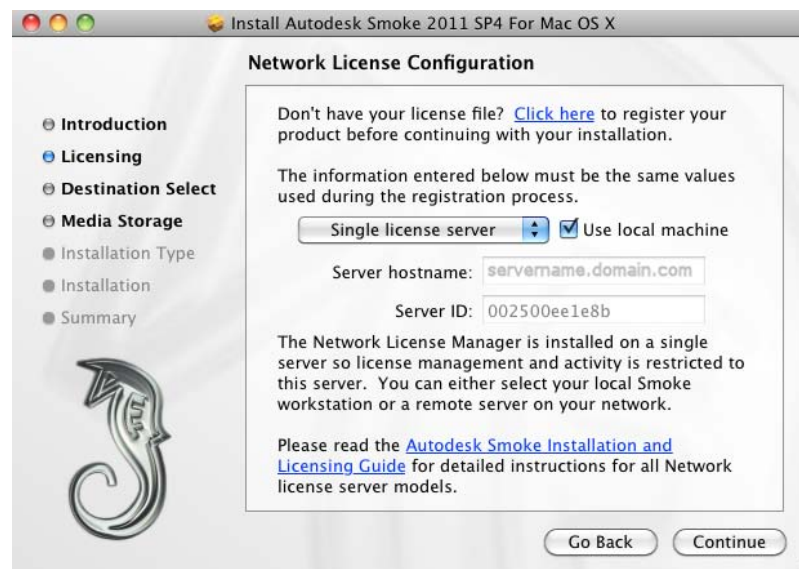 Install Autodesk Smoke 2011 SP4 For Mac OS X
Network License Configuration
Introduction
Licensing
Destination Select
Media Storage
Installation Type
Installation
Summary
Don't have your license file? Click here to register your
product before continuing with your installation.
The information entered below must be the same values
used during the registration process.
Single license server
Use local machine
Server hostname: servername.domain.com
Server ID: 002500ee1e8b
The Network License Manager is installed on a single
server so license management and activity is restricted to
this server. You can either select your local Smoke
workstation or a remote server on your network.
Please read the Autodesk Smoke Installation and
Licensing Guide for detailed instructions for all Network
license server models.
Go Back
Continue